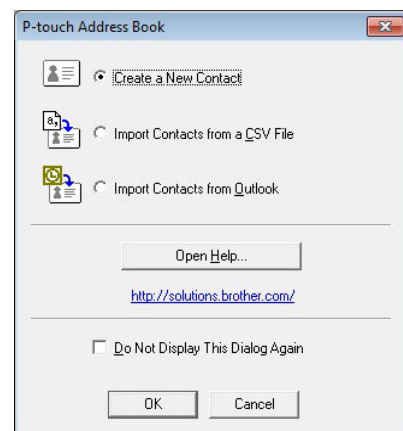 P-touch Address Book
Create a New Contact
a,
Import Contacts from a CSV File
Import Contacts from Outlook
Open Help...
http://solutions.brother.com/
Do Not Display This Dialog Again
OK
Cancel